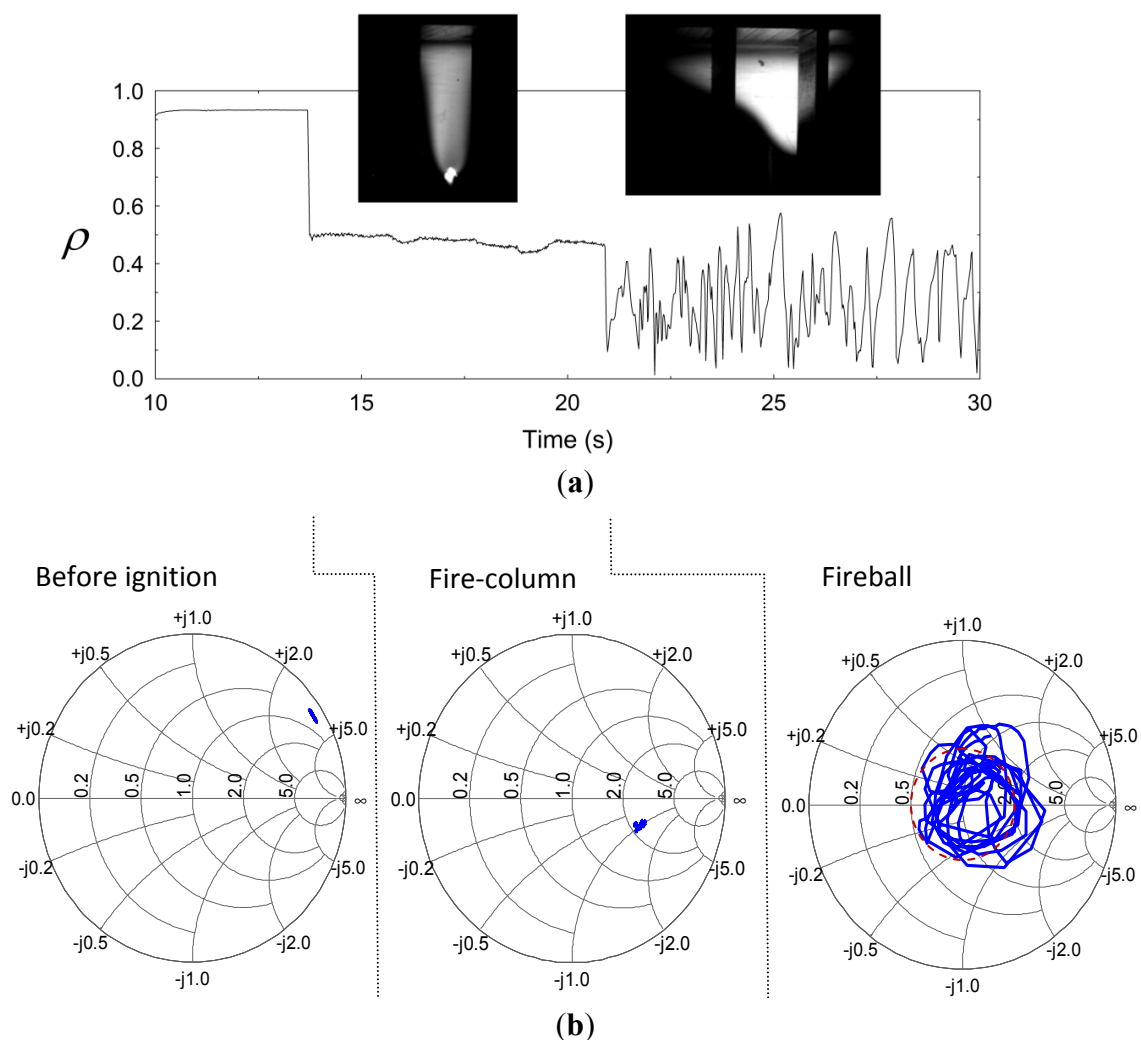 1.0
0.8
0.6
ρ
0.4
0.2
0.0
10 15 20 25 30
Time (s)
(a)
Before ignition Fire-column Fireball
+j1.0 +j1.0 +j1.0
+j0.5 +j2.0 +j0.5 +j2.0 +j0.5 +j2.0
+j0.2 +j5.0 +j0.2 +j5.0 +j0.2 +j5.0
0.0 0.2 0.5 1.0 2.0 5.0 ∞ 0.0 0.2 0.5 1.0 2.0 5.0 ∞ 0.0 0.2 0.5 2.0 5.0 ∞
-j0.2 -j5.0 -j0.2 -j5.0 -j0.2 -j5.0
-j0.5 -j2.0 -j0.5 -j2.0 -j0.5 -j2.0
-j1.0 -j1.0 -j1.0
(b)